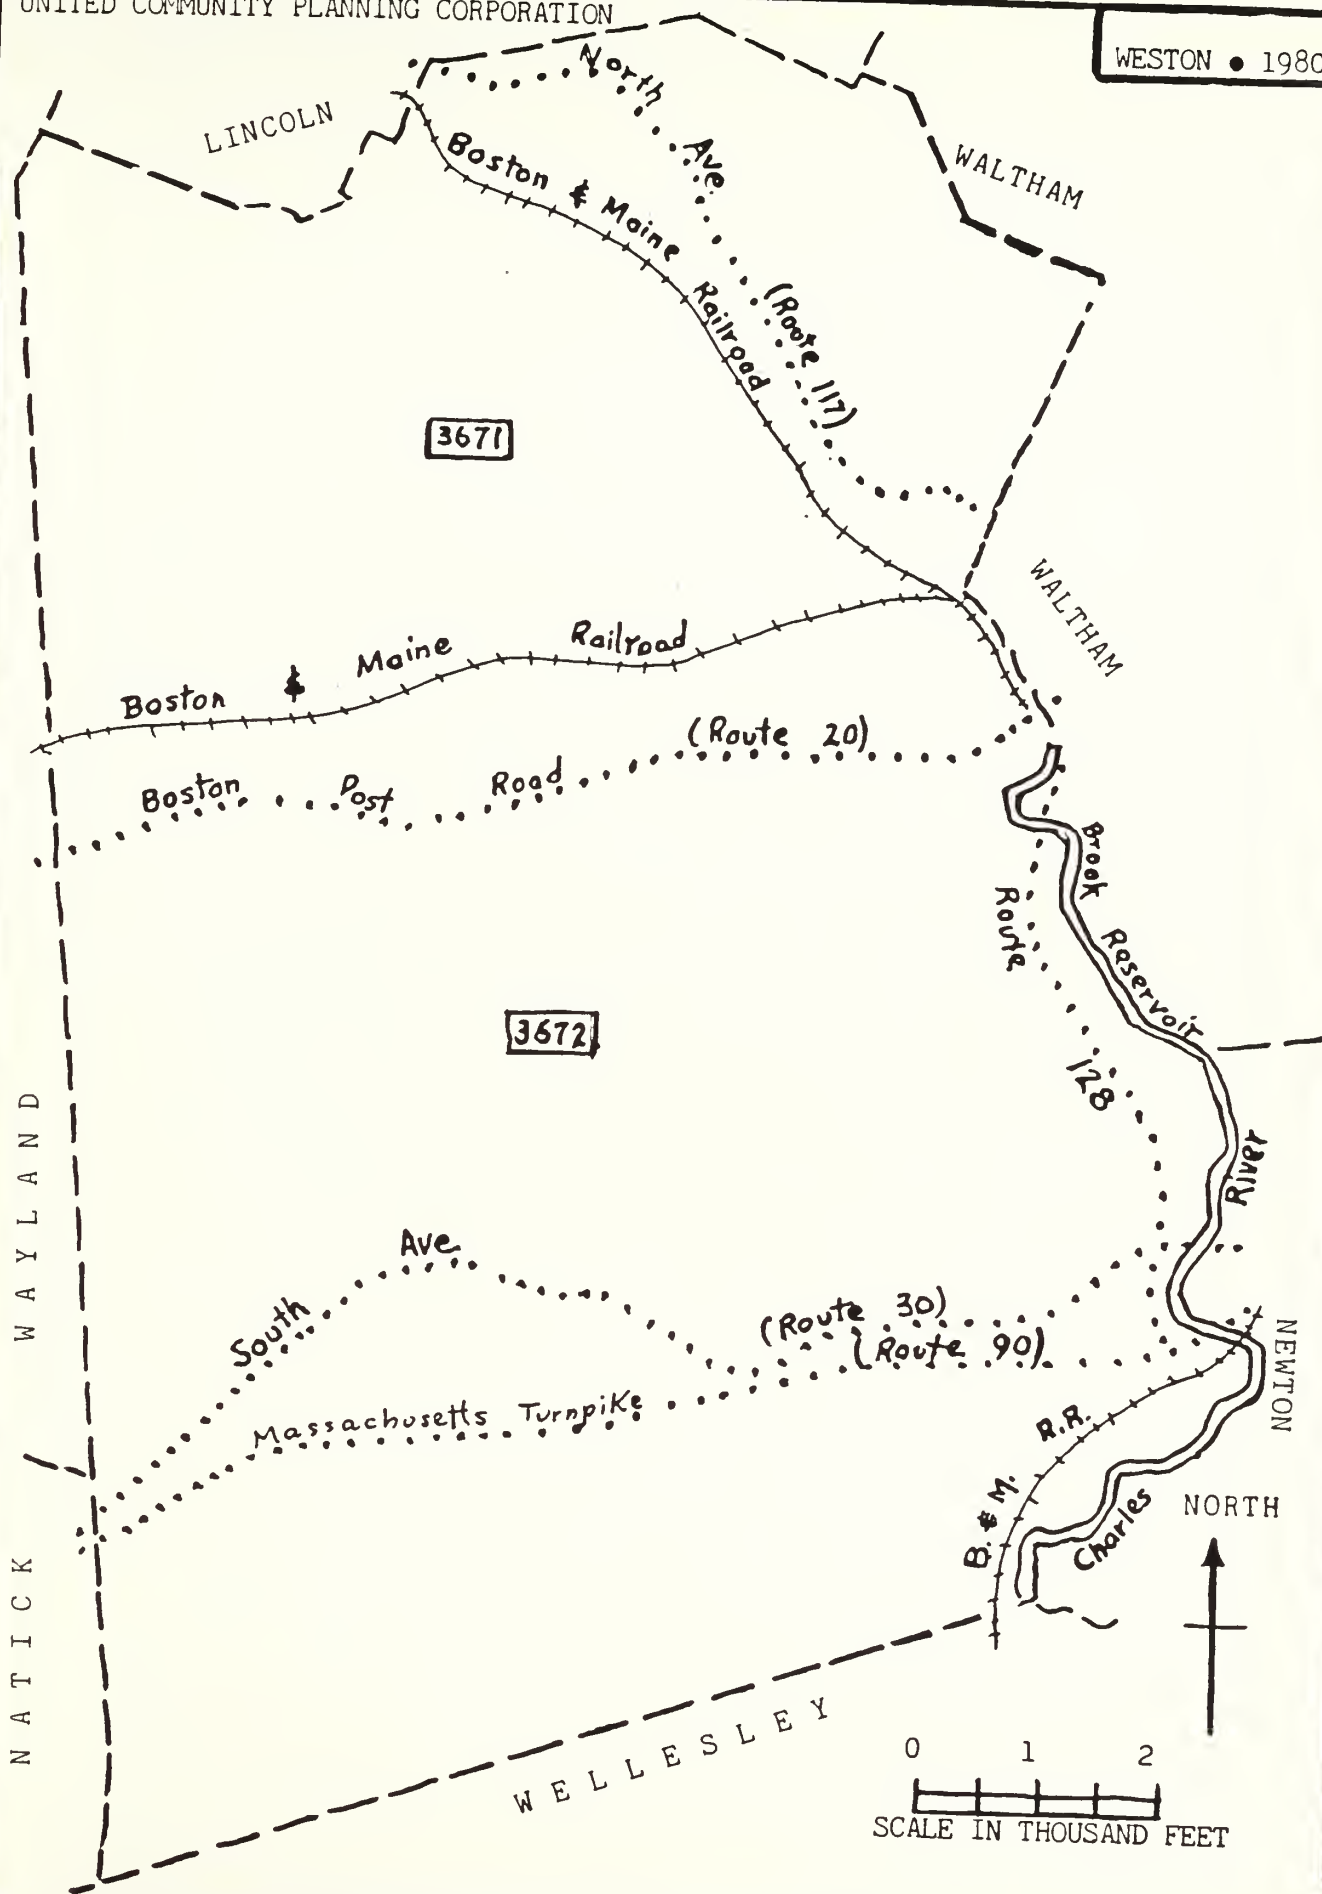 UNITED COMMUNITY PLANNING CORPORATION
WESTON ● 1980
LINCOLN
North Ave. (Route 117)
WALTHAM
Boston & Maine Railroad
3671
WALTHAM
Boston & Maine Railroad
Boston Post Road (Route 20)
Brook Reservoir
Route 128
3672
WAYLAND
River
South Ave. (Route 30)
Massachusetts Turnpike (Route 90)
NEWTON
B. & M. R.R.
Charles
NORTH
NATICK
WELLESLEY
0 1 2
SCALE IN THOUSAND FEET